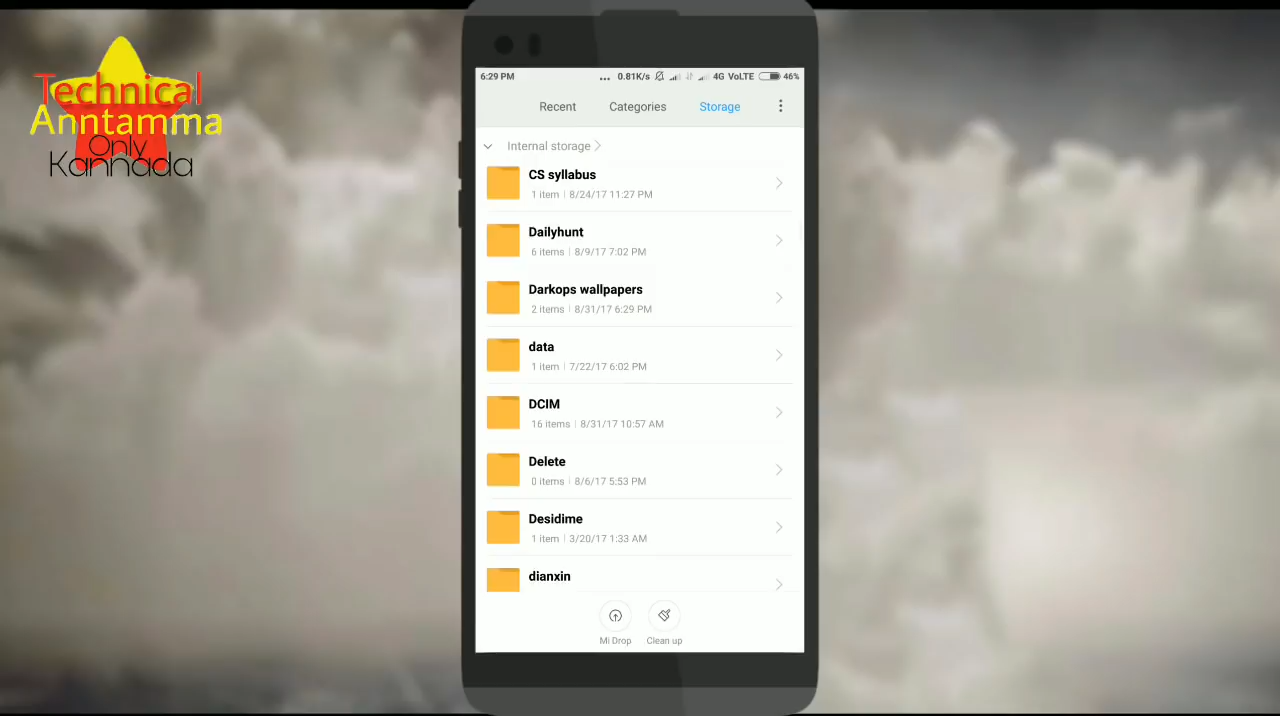 Technical
Anntamma
Only
Kannada
6:29 PM
... 0.81K/s 4G VoLTE 46%
Recent Categories Storage
Internal storage
CS syllabus
1 item | 8/24/17 11:27 PM
Dailyhunt
6 items | 8/9/17 7:02 PM
Darkops wallpapers
2 items | 8/31/17 6:29 PM
data
1 item | 7/22/17 6:02 PM
DCIM
16 items | 8/31/17 10:57 AM
Delete
0 items | 8/6/17 5:53 PM
Desidime
1 item | 3/20/17 1:33 AM
dianxin
Mi Drop Clean up